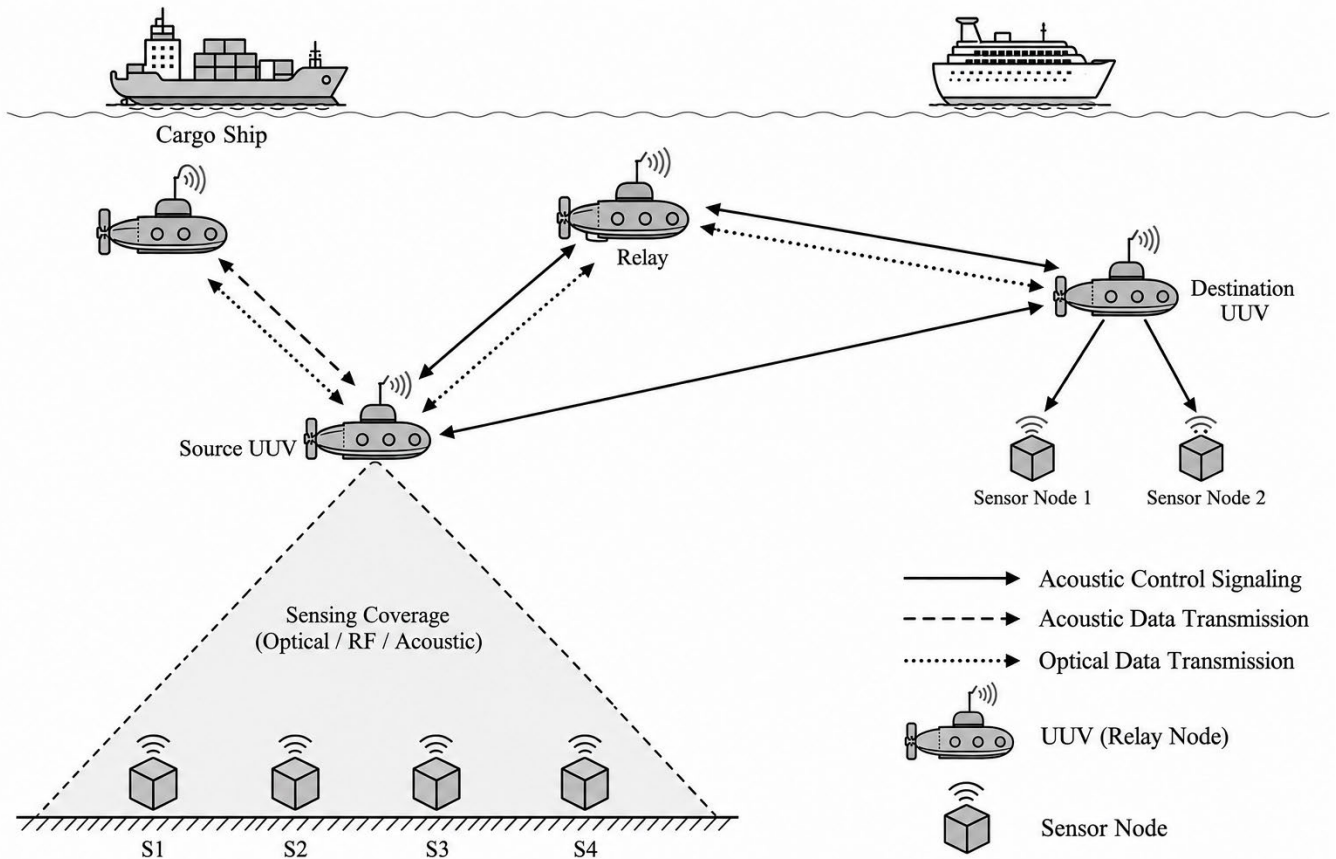 Cargo Ship
Relay
Destination
UUV
Source UUV
Sensor Node 1
Sensor Node 2
Sensing Coverage
(Optical / RF / Acoustic)
Acoustic Control Signaling
Acoustic Data Transmission
Optical Data Transmission
UUV (Relay Node)
Sensor Node
S1
S2
S3
S4